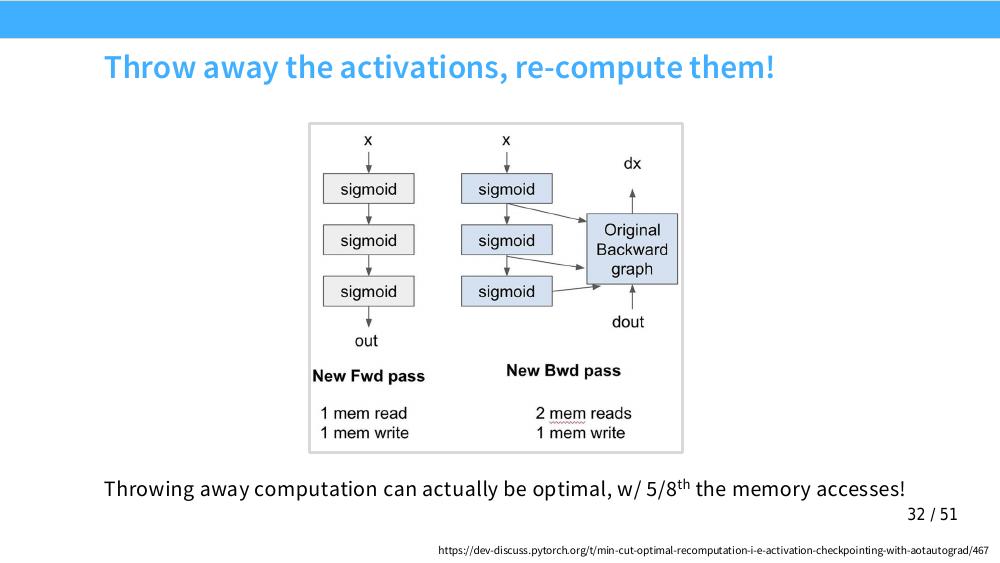 Throw away the activations, re-compute them!
x
sigmoid
sigmoid
sigmoid
out
New Fwd pass
1 mem read
1 mem write
x
sigmoid
sigmoid
sigmoid
dx
Original
Backward
graph
dout
New Bwd pass
2 mem reads
1 mem write
Throwing away computation can actually be optimal, w/ 5/8th the memory accesses!
32 / 51
https://dev-discuss.pytorch.org/t/min-cut-optimal-recomputation-i-e-activation-checkpointing-with-aotautograd/467